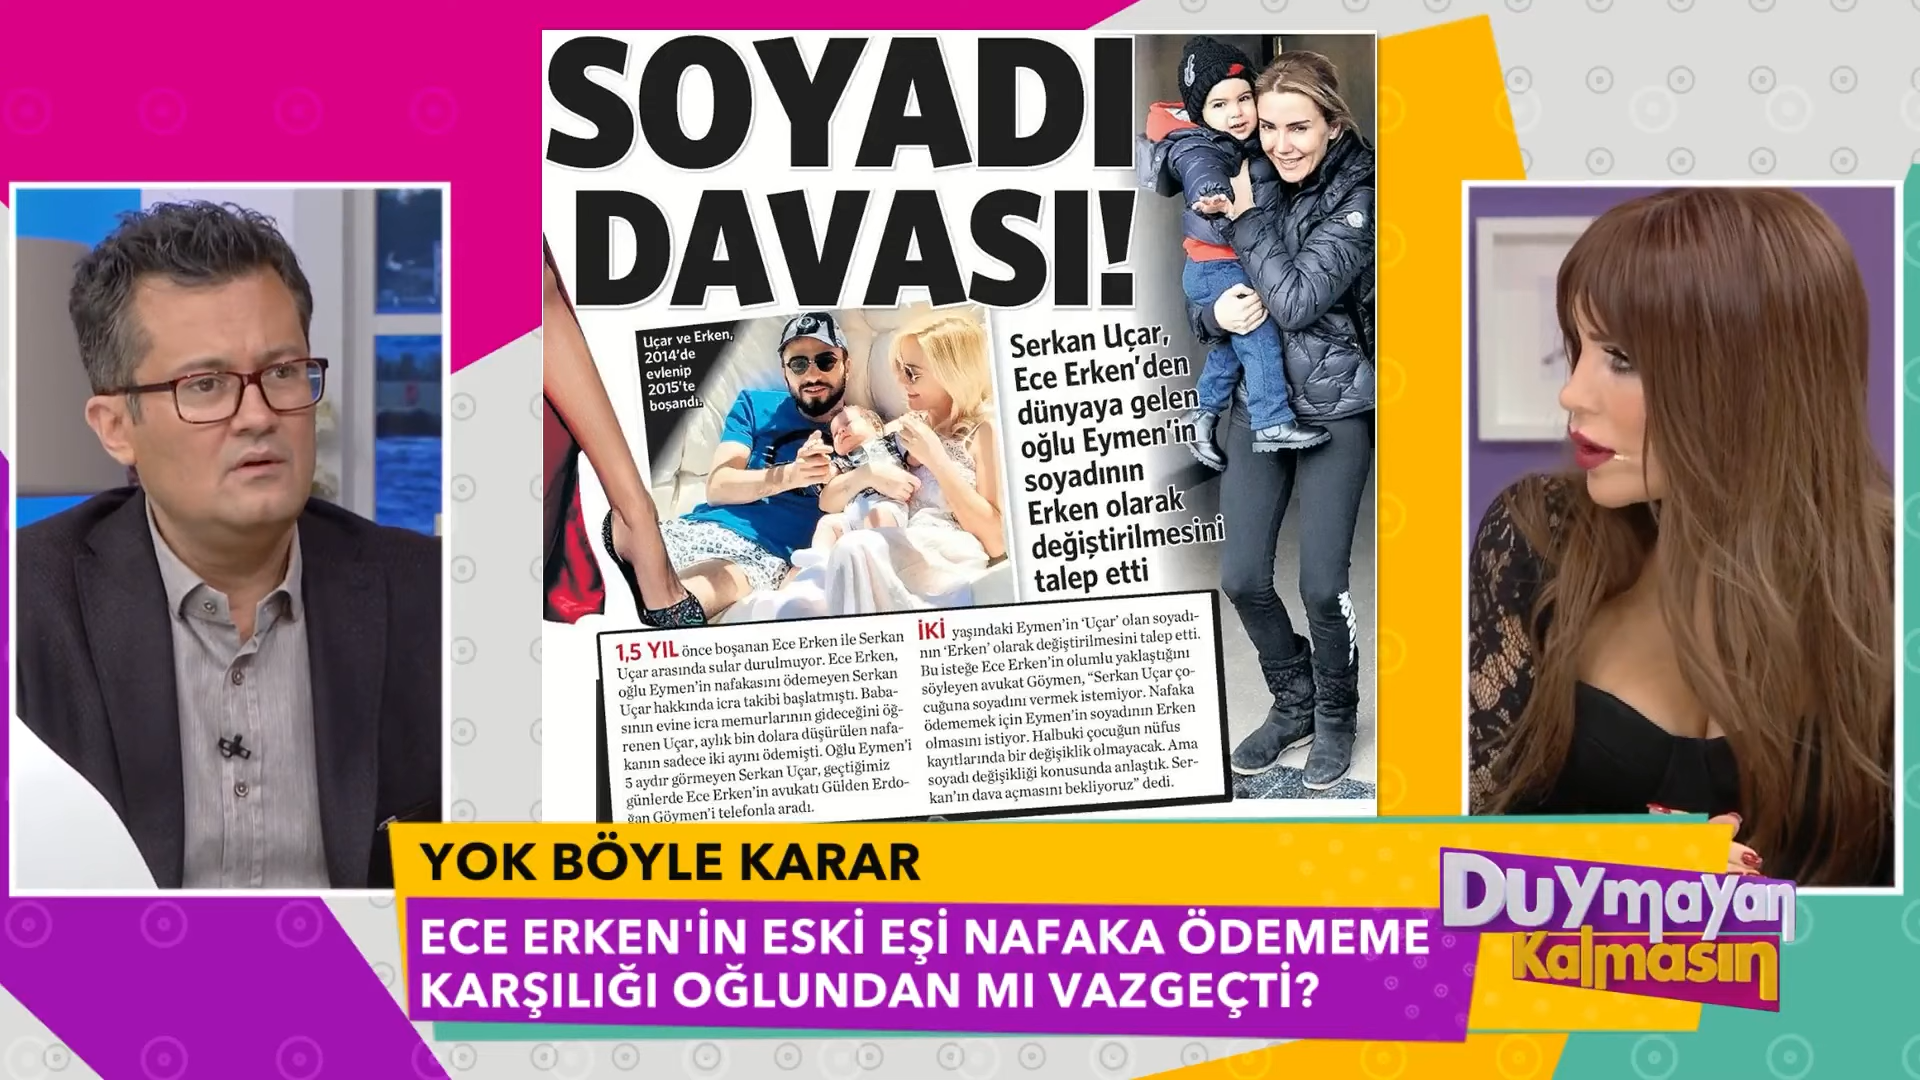 SOYADI
DAVASI!
Uçar ve Erken,
2014'de
evlenip
2015'te
boşandı.
Serkan Uçar,
Ece Erken'den
dünyaya gelen
oğlu Eymen'in
soyadının
Erken olarak
değiştirilmesini
talep etti
1,5 YIL önce boşanan Ece Erken ile Serkan
Uçar arasında sular durulmuyor. Ece Erken,
oğlu Eymen'in nafakasını ödemeyen Serkan
Uçar hakkında icra takibi başlatmıştı. Baba-
sının evine icra memurlarının gideceğini öğ-
renen Uçar, aylık bin dolara düşürülen nafa-
kanın sadece iki ayını ödemişti. Oğlu Eymen'i
5 aydır görmeyen Serkan Uçar, geçtiğimiz
günlerde Ece Erken'in avukatı Gülden Erdo-
ğan Göymen'i telefonla aradı.
İKİ yaşındaki Eymen'in 'Uçar' olan soyadı-
nın 'Erken' olarak değiştirilmesini talep etti.
Bu isteğe Ece Erken'in olumlu yaklaştığını
söyleyen avukat Göymen, "Serkan Uçar ço-
cuğuna soyadını vermek istemiyor. Nafaka
ödememek için Eymen'in soyadının Erken
olmasını istiyor. Halbuki çocuğun nüfus
kayıtlarında bir değişiklik olmayacak. Ama
soyadı değişikliği konusunda anlaştık. Ser-
kan'ın dava açmasını bekliyoruz" dedi.
YOK BÖYLE KARAR
ECE ERKEN'İN ESKİ EŞİ NAFAKA ÖDEMEME
KARŞILIĞI OĞLUNDAN MI VAZGEÇTİ?
Duymayan
Kalmasın